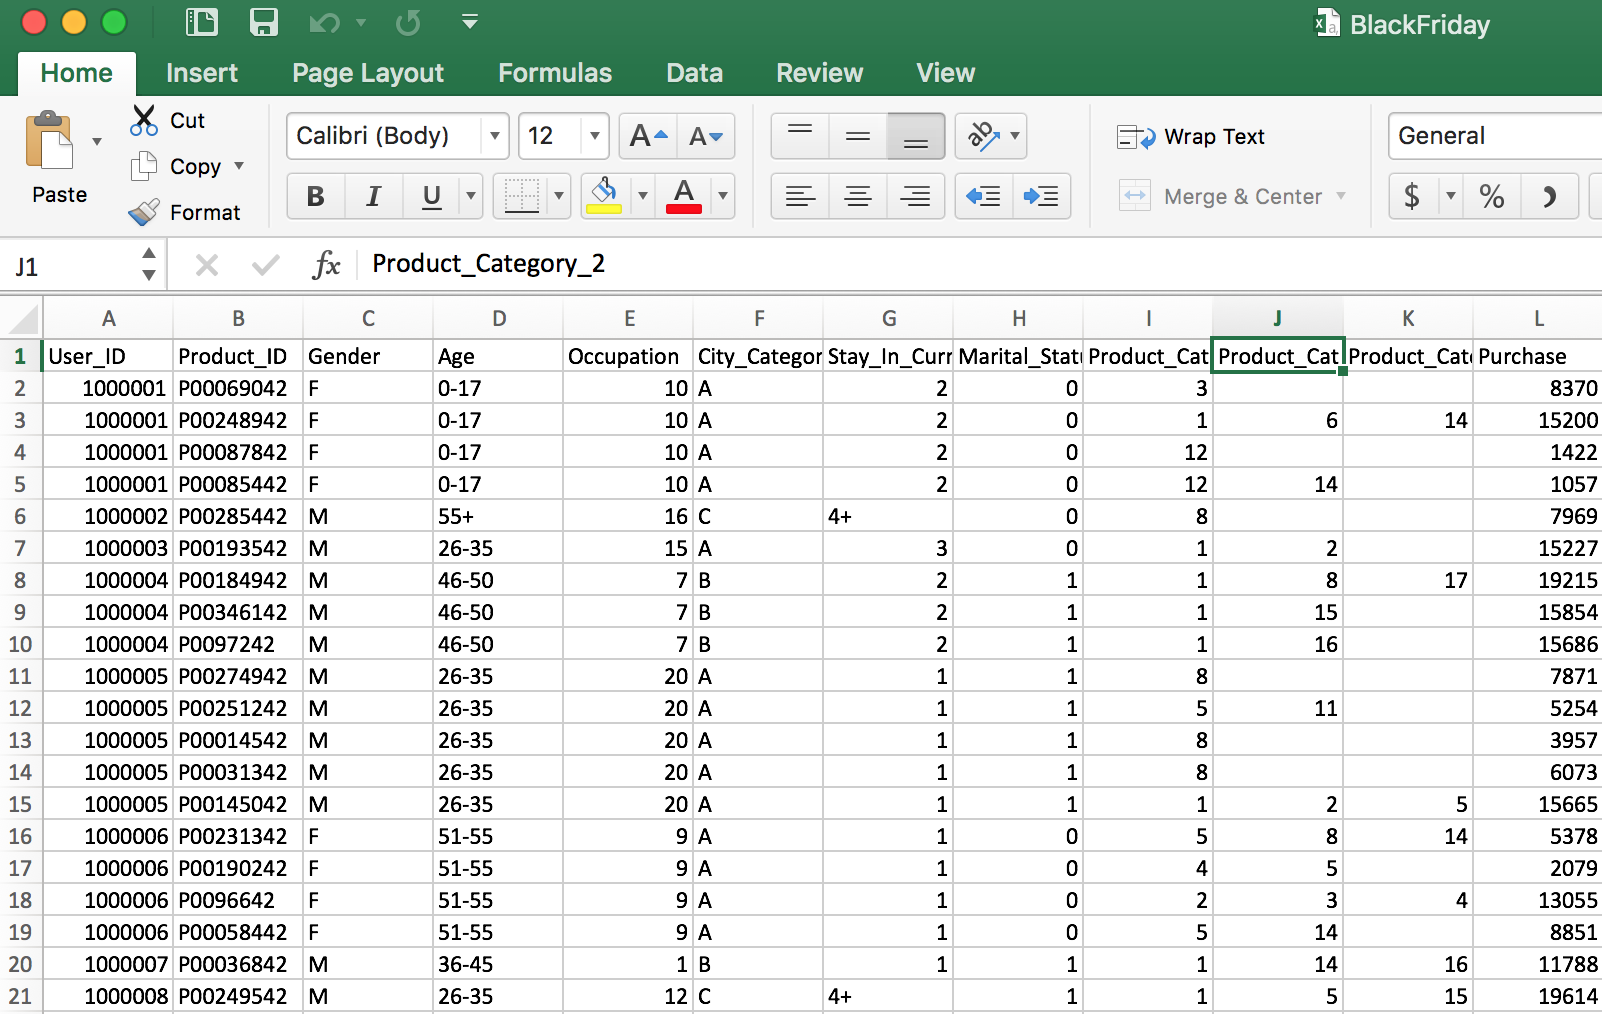 BlackFriday
Home Insert Page Layout Formulas Data Review View
Cut
Copy
Format
Paste
Calibri (Body) 12 A A
B I U A
ab
Wrap Text
Merge & Center
General
$ % )
J1 fx Product_Category_2
A B C D E F G H I J K L
1 User_ID Product_ID Gender Age Occupation City_Categor Stay_In_Curr Marital_Stat Product_Cat Product_Cat Product_Cat Purchase
2 1000001 P00069042 F 0-17 10 A 2 0 3 8370
3 1000001 P00248942 F 0-17 10 A 2 0 1 6 14 15200
4 1000001 P00087842 F 0-17 10 A 2 0 12 1422
5 1000001 P00085442 F 0-17 10 A 2 0 12 14 1057
6 1000002 P00285442 M 55+ 16 C 4+ 0 8 7969
7 1000003 P00193542 M 26-35 15 A 3 0 1 2 15227
8 1000004 P00184942 M 46-50 7 B 2 1 1 8 17 19215
9 1000004 P00346142 M 46-50 7 B 2 1 1 15 15854
10 1000004 P0097242 M 46-50 7 B 2 1 1 16 15686
11 1000005 P00274942 M 26-35 20 A 1 1 8 7871
12 1000005 P00251242 M 26-35 20 A 1 1 5 11 5254
13 1000005 P00014542 M 26-35 20 A 1 1 8 3957
14 1000005 P00031342 M 26-35 20 A 1 1 8 6073
15 1000005 P00145042 M 26-35 20 A 1 1 1 2 5 15665
16 1000006 P00231342 F 51-55 9 A 1 0 5 8 14 5378
17 1000006 P00190242 F 51-55 9 A 1 0 4 5 2079
18 1000006 P0096642 F 51-55 9 A 1 0 2 3 4 13055
19 1000006 P00058442 F 51-55 9 A 1 0 5 14 8851
20 1000007 P00036842 M 36-45 1 B 1 1 1 14 16 11788
21 1000008 P00249542 M 26-35 12 C 4+ 1 1 5 15 19614